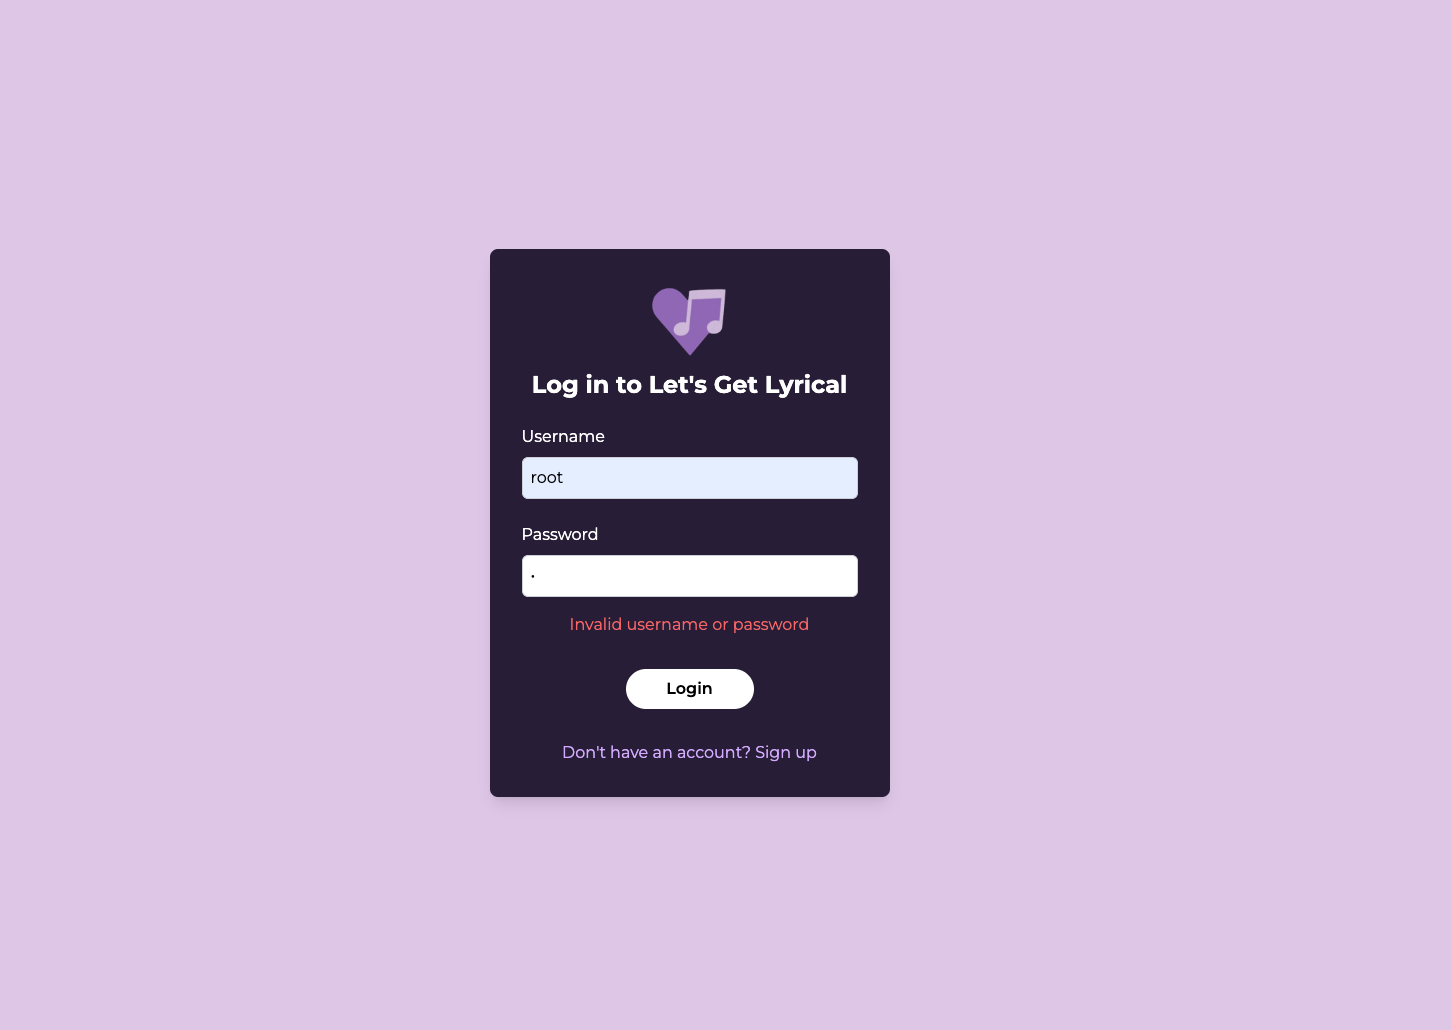 Log in to Let's Get Lyrical
Username
root
Password
•
Invalid username or password
Login
Don't have an account? Sign up